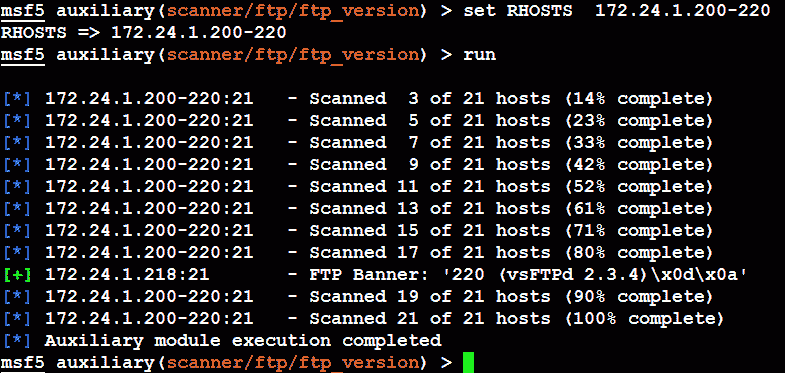 msf5 auxiliary(scanner/ftp/ftp_version) > set RHOSTS  172.24.1.200-220
RHOSTS => 172.24.1.200-220
msf5 auxiliary(scanner/ftp/ftp_version) > run
[*] 172.24.1.200-220:21   - Scanned  3 of 21 hosts (14% complete)
[*] 172.24.1.200-220:21   - Scanned  5 of 21 hosts (23% complete)
[*] 172.24.1.200-220:21   - Scanned  7 of 21 hosts (33% complete)
[*] 172.24.1.200-220:21   - Scanned  9 of 21 hosts (42% complete)
[*] 172.24.1.200-220:21   - Scanned 11 of 21 hosts (52% complete)
[*] 172.24.1.200-220:21   - Scanned 13 of 21 hosts (61% complete)
[*] 172.24.1.200-220:21   - Scanned 15 of 21 hosts (71% complete)
[*] 172.24.1.200-220:21   - Scanned 17 of 21 hosts (80% complete)
[+] 172.24.1.218:21       - FTP Banner: '220 (vsFTPd 2.3.4)\x0d\x0a'
[*] 172.24.1.200-220:21   - Scanned 19 of 21 hosts (90% complete)
[*] 172.24.1.200-220:21   - Scanned 21 of 21 hosts (100% complete)
[*] Auxiliary module execution completed
msf5 auxiliary(scanner/ftp/ftp_version) >